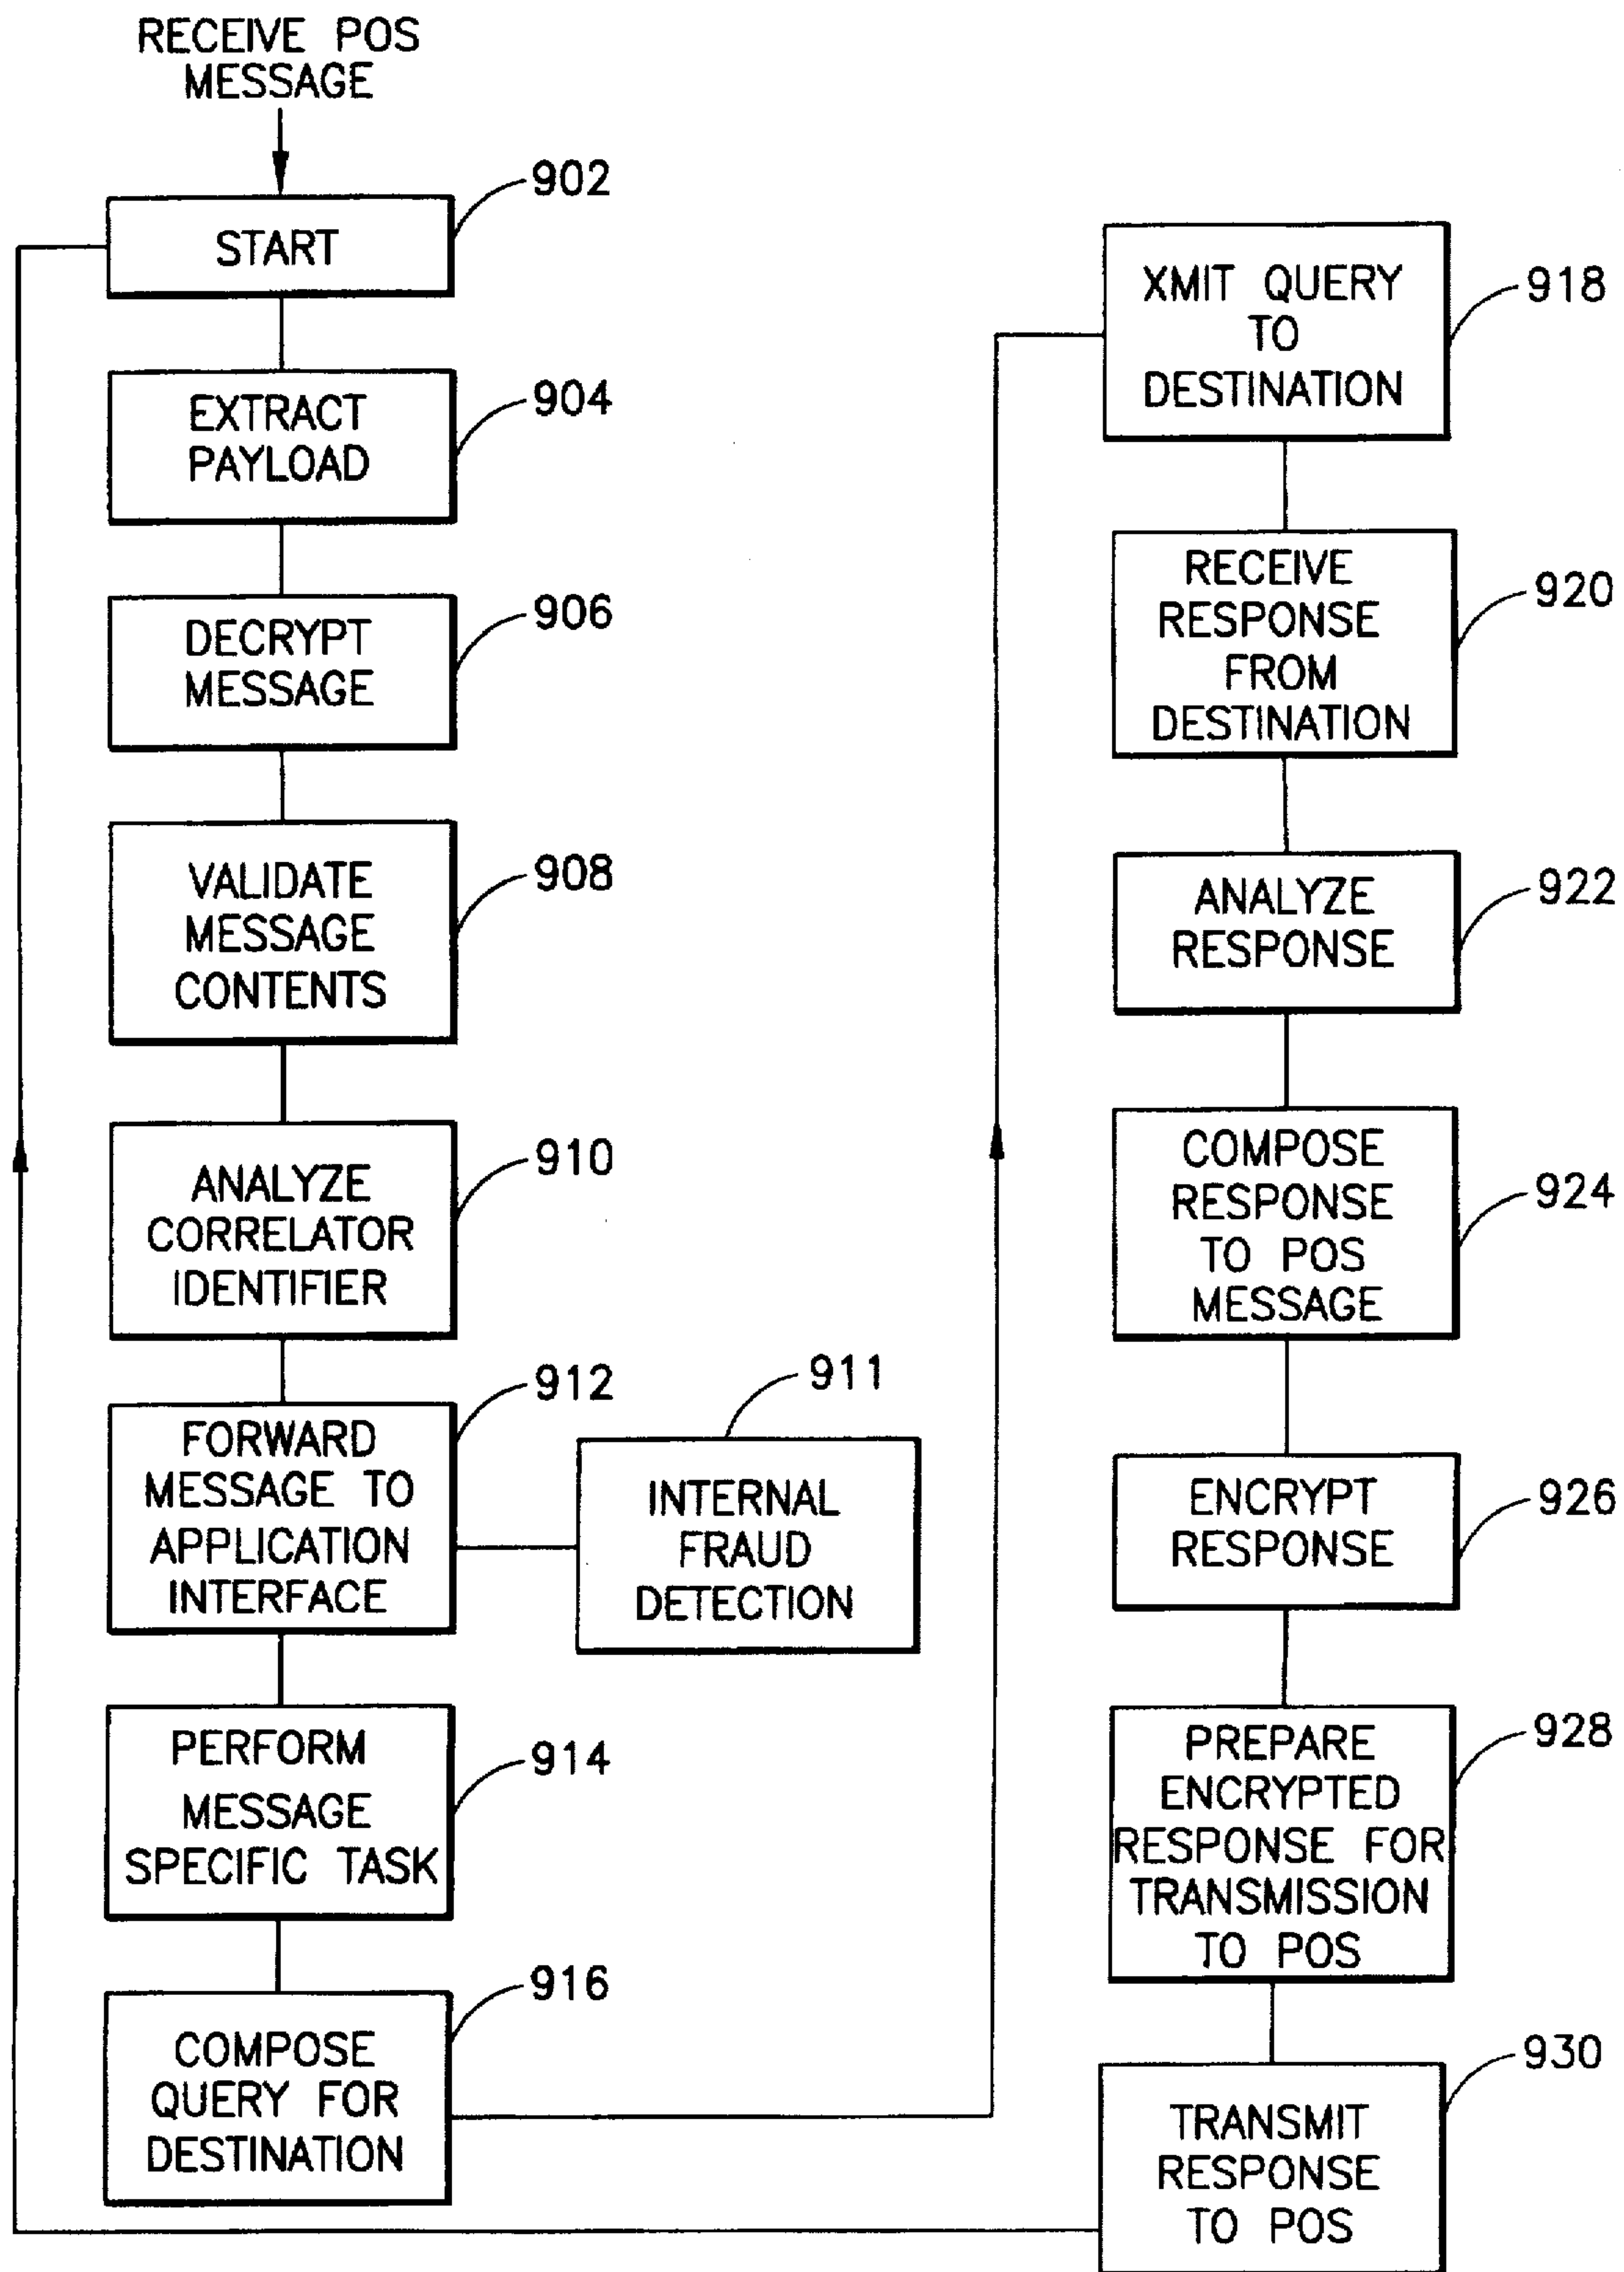 RECEIVE POS
MESSAGE
902
START
904
EXTRACT
PAYLOAD
906
DECRYPT
MESSAGE
908
VALIDATE
MESSAGE
CONTENTS
910
ANALYZE
CORRELATOR
IDENTIFIER
912
FORWARD
MESSAGE TO
APPLICATION
INTERFACE
911
INTERNAL
FRAUD
DETECTION
914
PERFORM
MESSAGE
SPECIFIC TASK
916
COMPOSE
QUERY FOR
DESTINATION
918
XMIT QUERY
TO
DESTINATION
920
RECEIVE
RESPONSE
FROM
DESTINATION
922
ANALYZE
RESPONSE
924
COMPOSE
RESPONSE
TO POS
MESSAGE
926
ENCRYPT
RESPONSE
928
PREPARE
ENCRYPTED
RESPONSE FOR
TRANSMISSION
TO POS
930
TRANSMIT
RESPONSE
TO POS